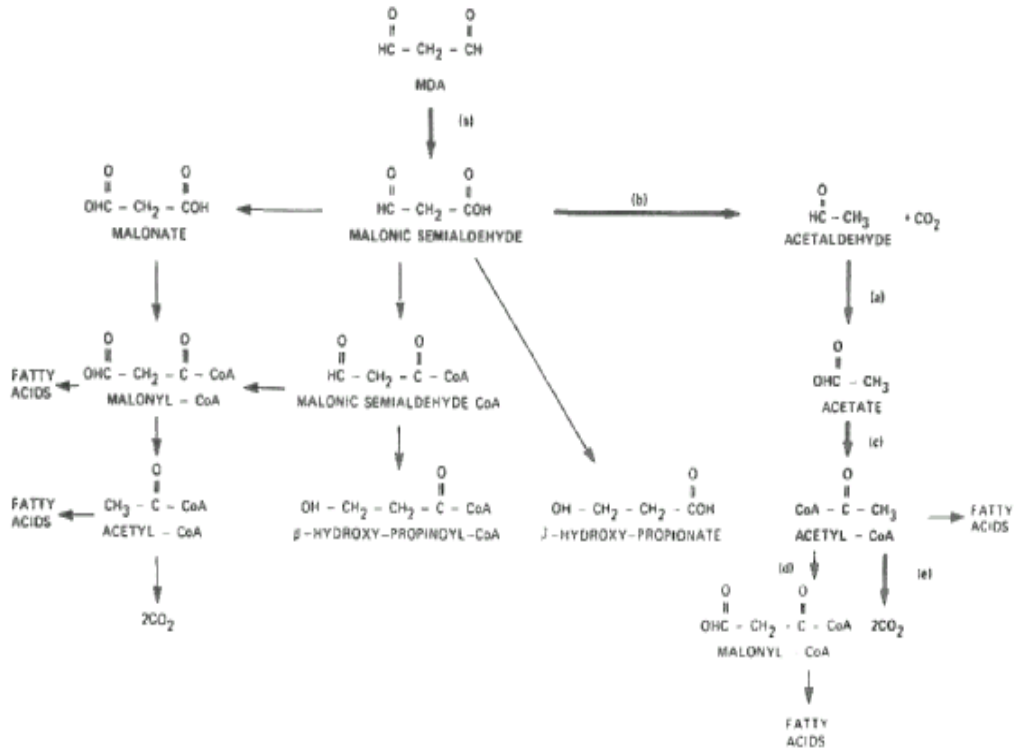 O O
HC - CH2 - CH
MDA
(a)
O O
OHC - CH2 - COH
MALONATE
O O
HC - CH2 - COH
MALONIC SEMIALDEHYDE
(b)
O
HC - CH3
ACETALDEHYDE
+ CO2
(a)
O O
OHC - CH2 - C - CoA
MALONYL - CoA
FATTY
ACIDS
O O
HC - CH2 - C - CoA
MALONIC SEMIALDEHYDE CoA
O
OHC - CH3
ACETATE
(c)
FATTY
ACIDS
O
CH3 - C - CoA
ACETYL - CoA
O
OH - CH2 - CH2 - C - CoA
β-HYDROXY-PROPINOYL-CoA
O
OH - CH2 - CH2 - COH
-HYDROXY-PROPIONATE
O
CoA - C - CH3
ACETYL - CoA
FATTY
ACIDS
(d)
(e)
2CO2
O O
OHC - CH2 - C - CoA
MALONYL CoA
2CO2
FATTY
ACIDS